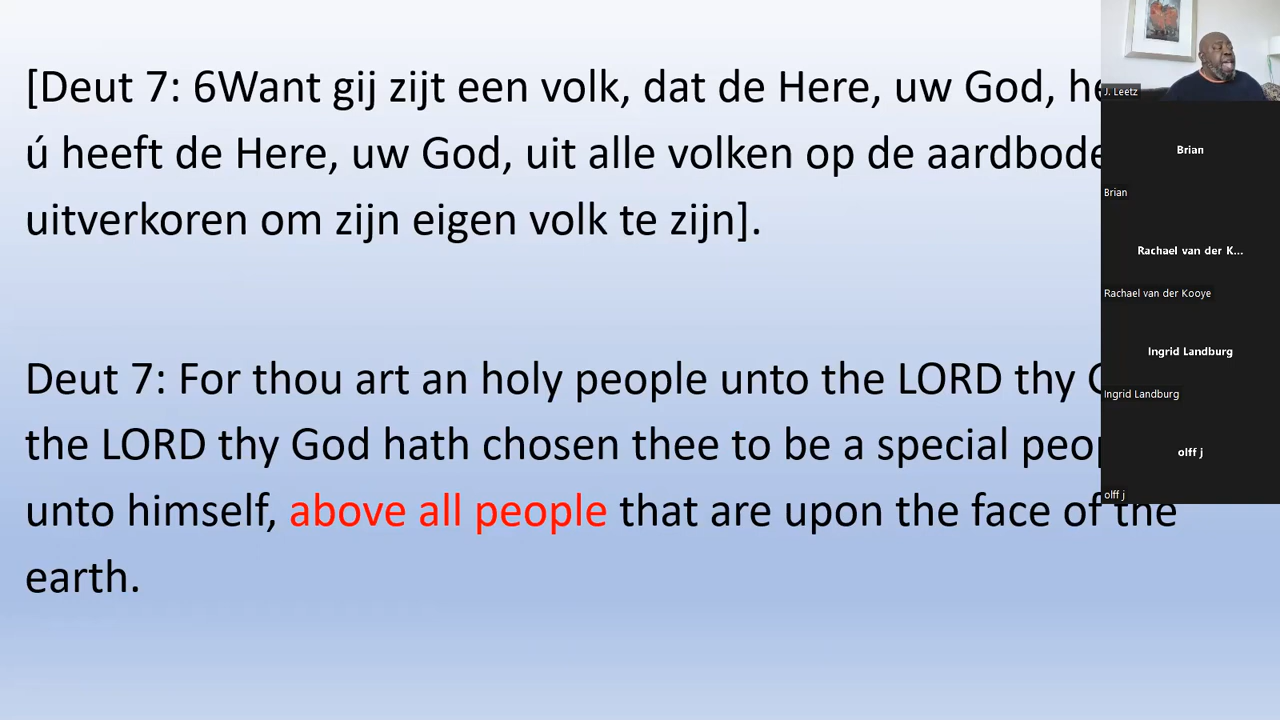 [Deut 7: 6Want gij zijt een volk, dat de Here, uw God,
ú heeft de Here, uw God, uit alle volken op de
uitverkoren om zijn eigen volk te zijn].
Deut 7: For thou art an holy people unto the LORD thy
the LORD thy God hath chosen thee to be a special
unto himself, above all people that are upon the face of the
earth.
J. Leetz
Brian
Brian
Rachael van der K...
Rachael van der Kooye
Ingrid Landburg
Ingrid Landburg
olff j
olff j